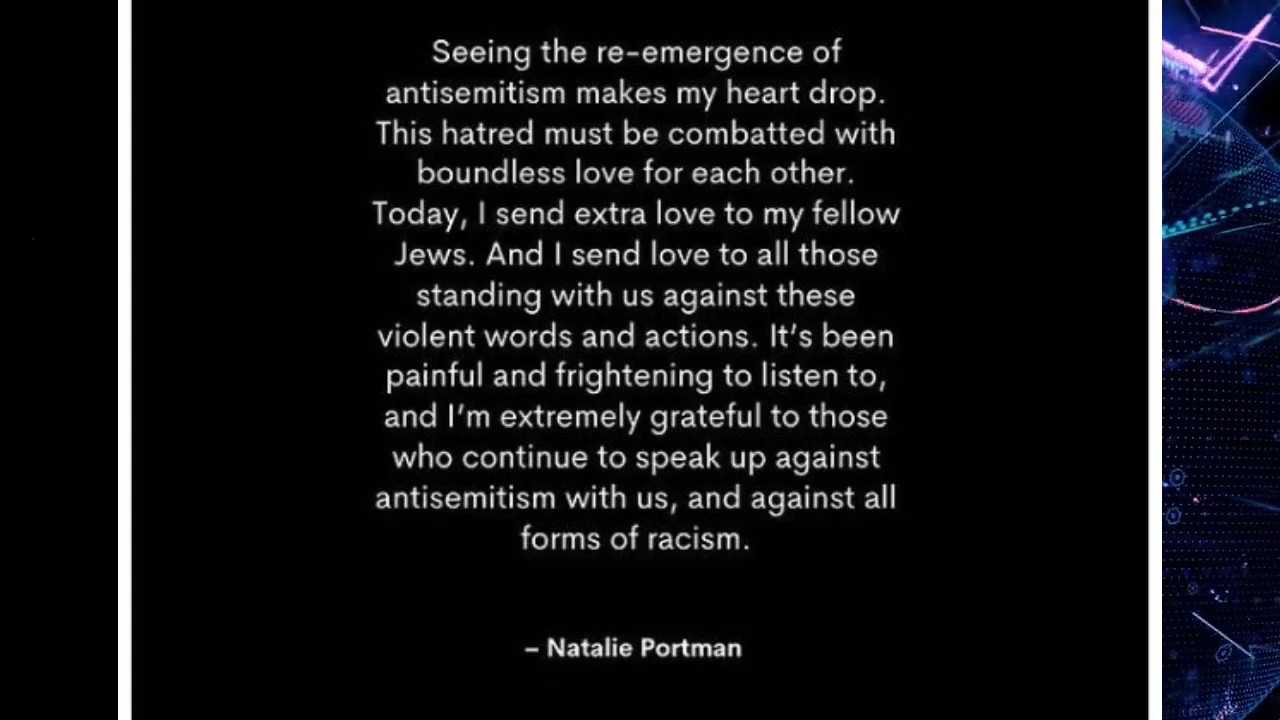 Seeing the re-emergence of
antisemitism makes my heart drop.
This hatred must be combatted with
boundless love for each other.
Today, I send extra love to my fellow
Jews. And I send love to all those
standing with us against these
violent words and actions. It’s been
painful and frightening to listen to,
and I’m extremely grateful to those
who continue to speak up against
antisemitism with us, and against all
forms of racism.
– Natalie Portman